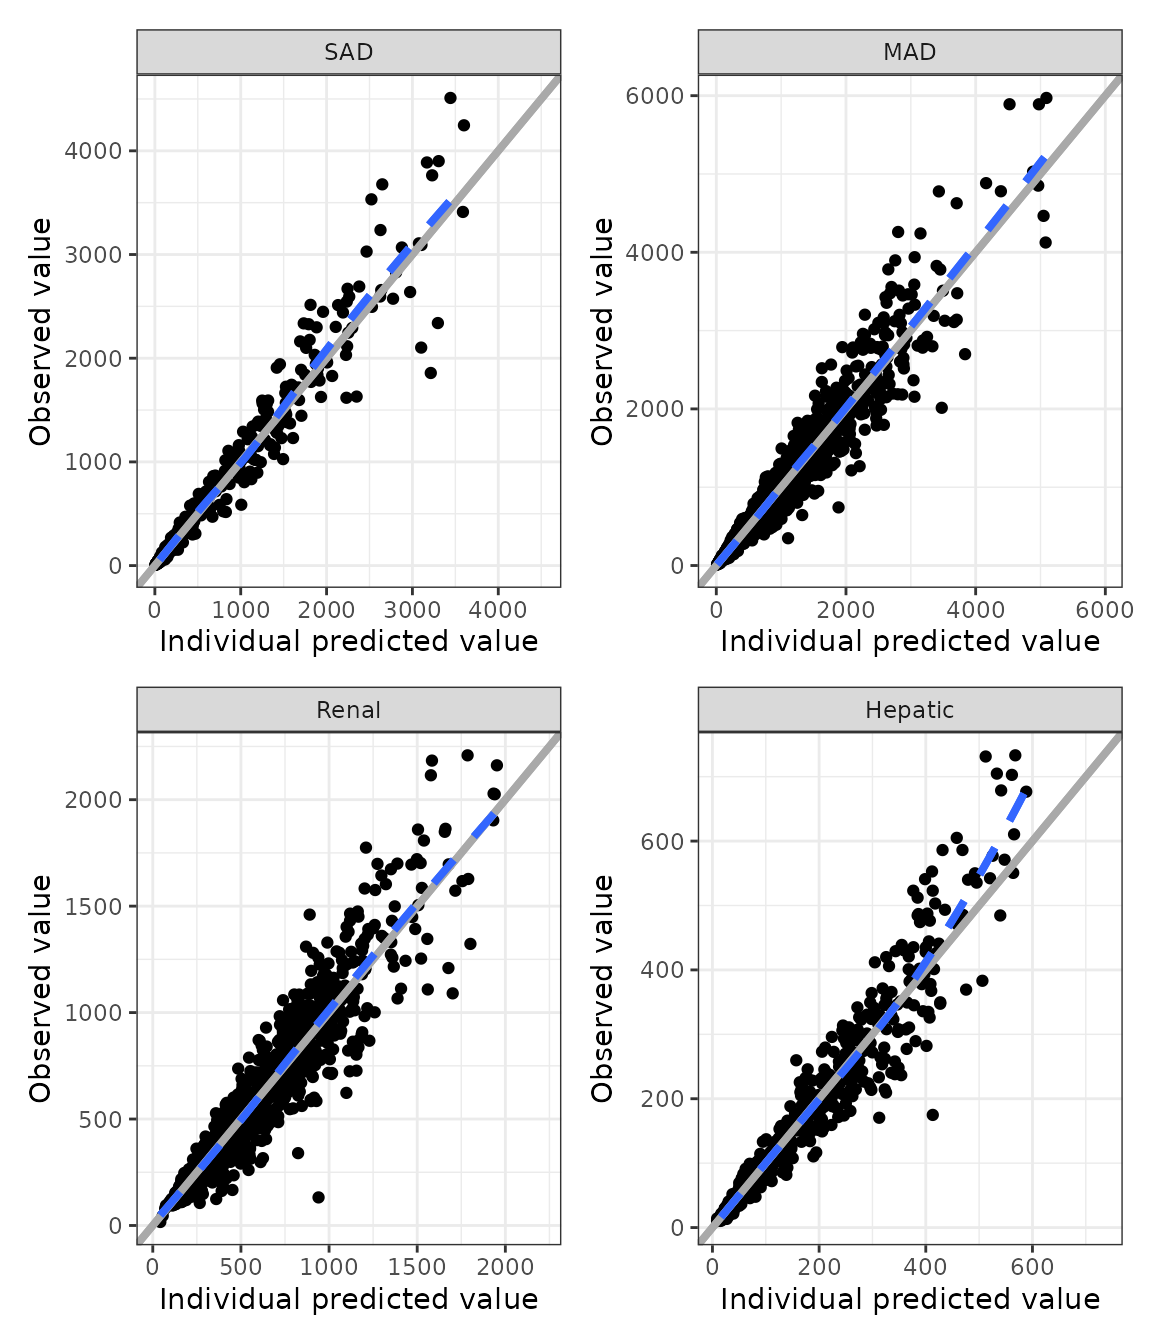 SAD
MAD
4000
3000
2000
1000
0
Observed value
0 1000 2000 3000 4000
Individual predicted value
6000
4000
2000
0
Observed value
0 2000 4000 6000
Individual predicted value
Renal
Hepatic
2000
1500
1000
500
0
Observed value
0 500 1000 1500 2000
Individual predicted value
600
400
200
0
Observed value
0 200 400 600
Individual predicted value